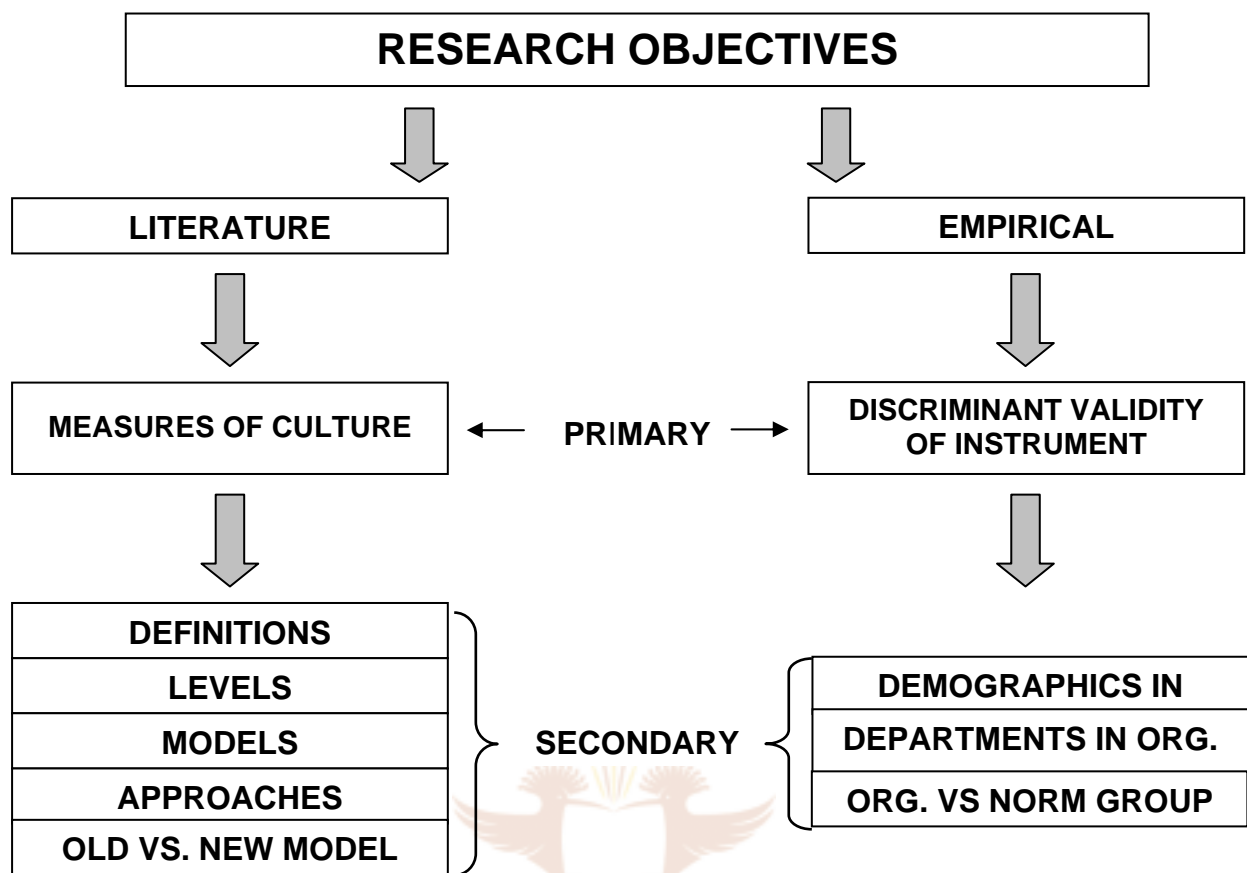 RESEARCH OBJECTIVES
LITERATURE
EMPIRICAL
MEASURES OF CULTURE
PRIMARY
DISCRIMINANT VALIDITY
OF INSTRUMENT
DEFINITIONS
LEVELS
MODELS
APPROACHES
OLD VS. NEW MODEL
SECONDARY
DEMOGRAPHICS IN
DEPARTMENTS IN ORG.
ORG. VS NORM GROUP